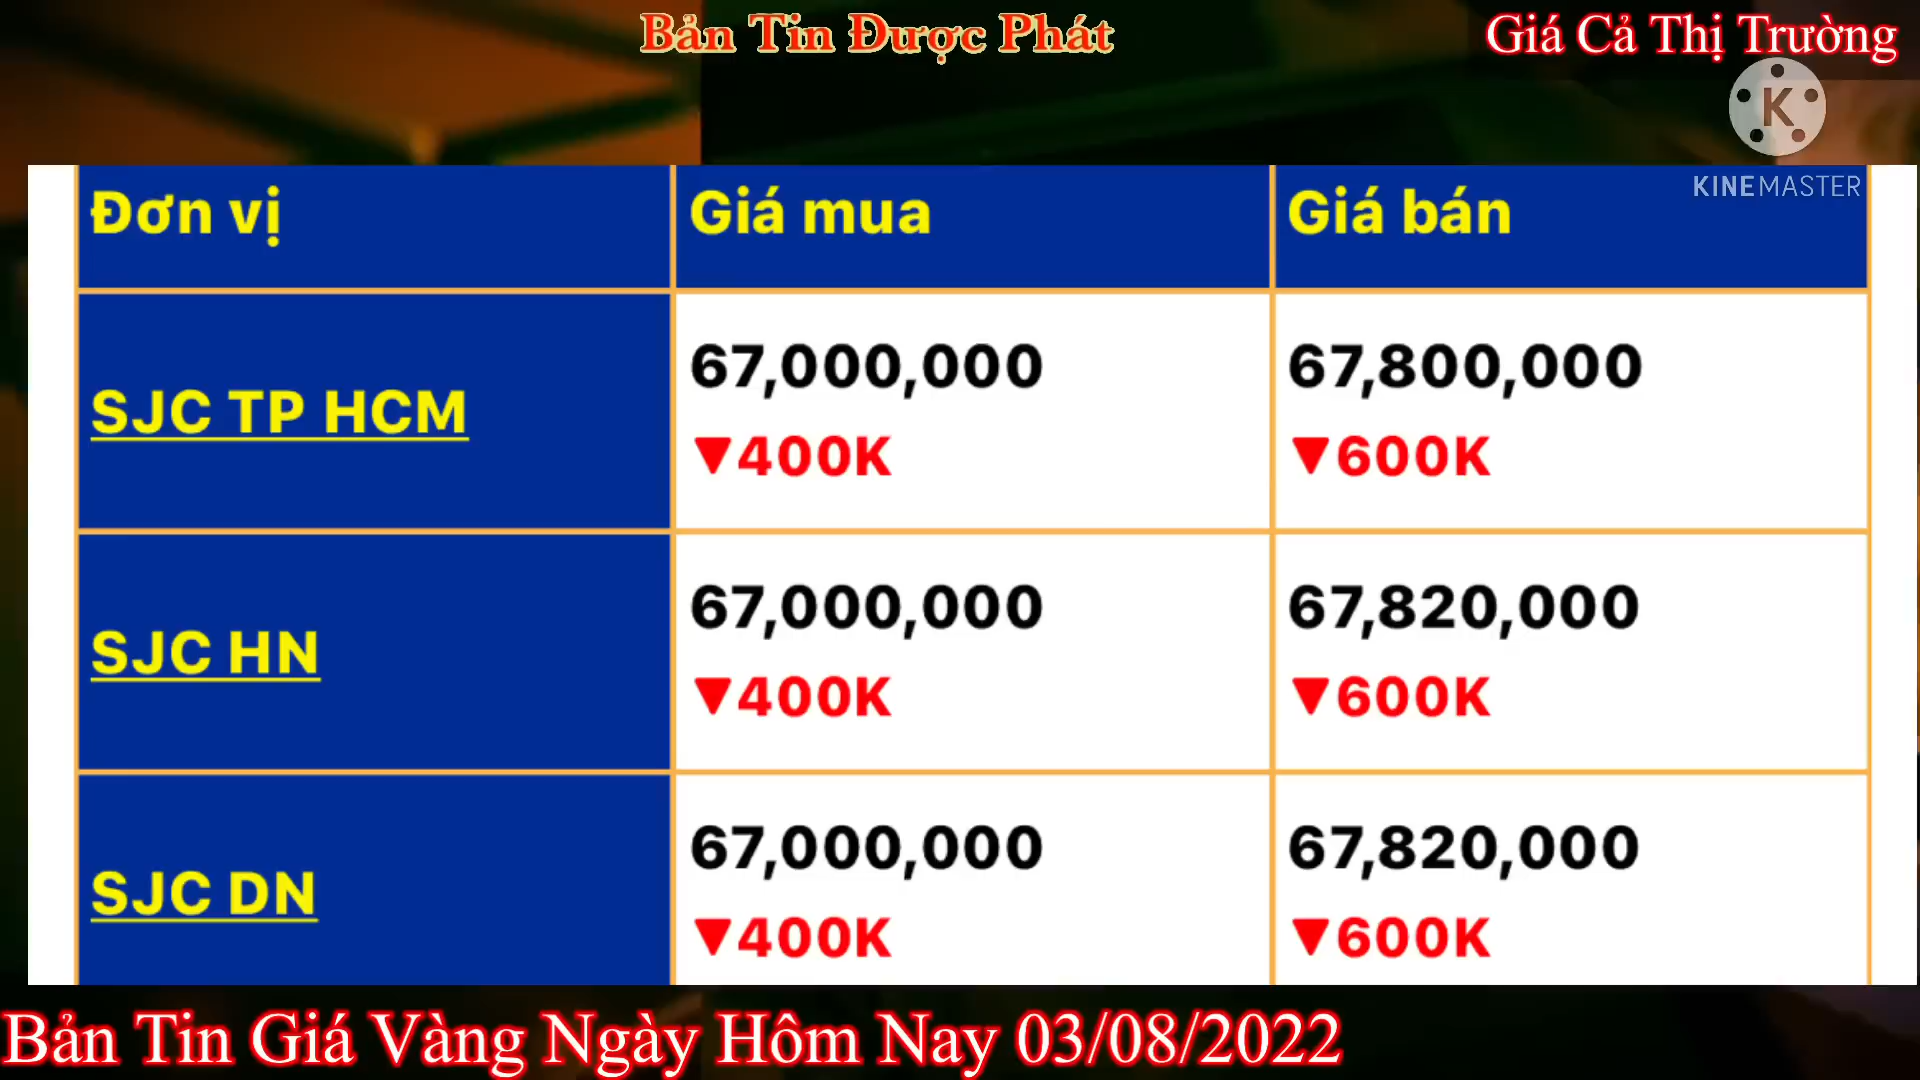 Bản Tin Được Phát
Giá Cả Thị Trường
K
KINEMASTER
Đơn vị Giá mua Giá bán
SJC TP HCM 67,000,000 67,800,000
▼400K ▼600K
SJC HN 67,000,000 67,820,000
▼400K ▼600K
SJC DN 67,000,000 67,820,000
▼400K ▼600K
Bản Tin Giá Vàng Ngày Hôm Nay 03/08/2022